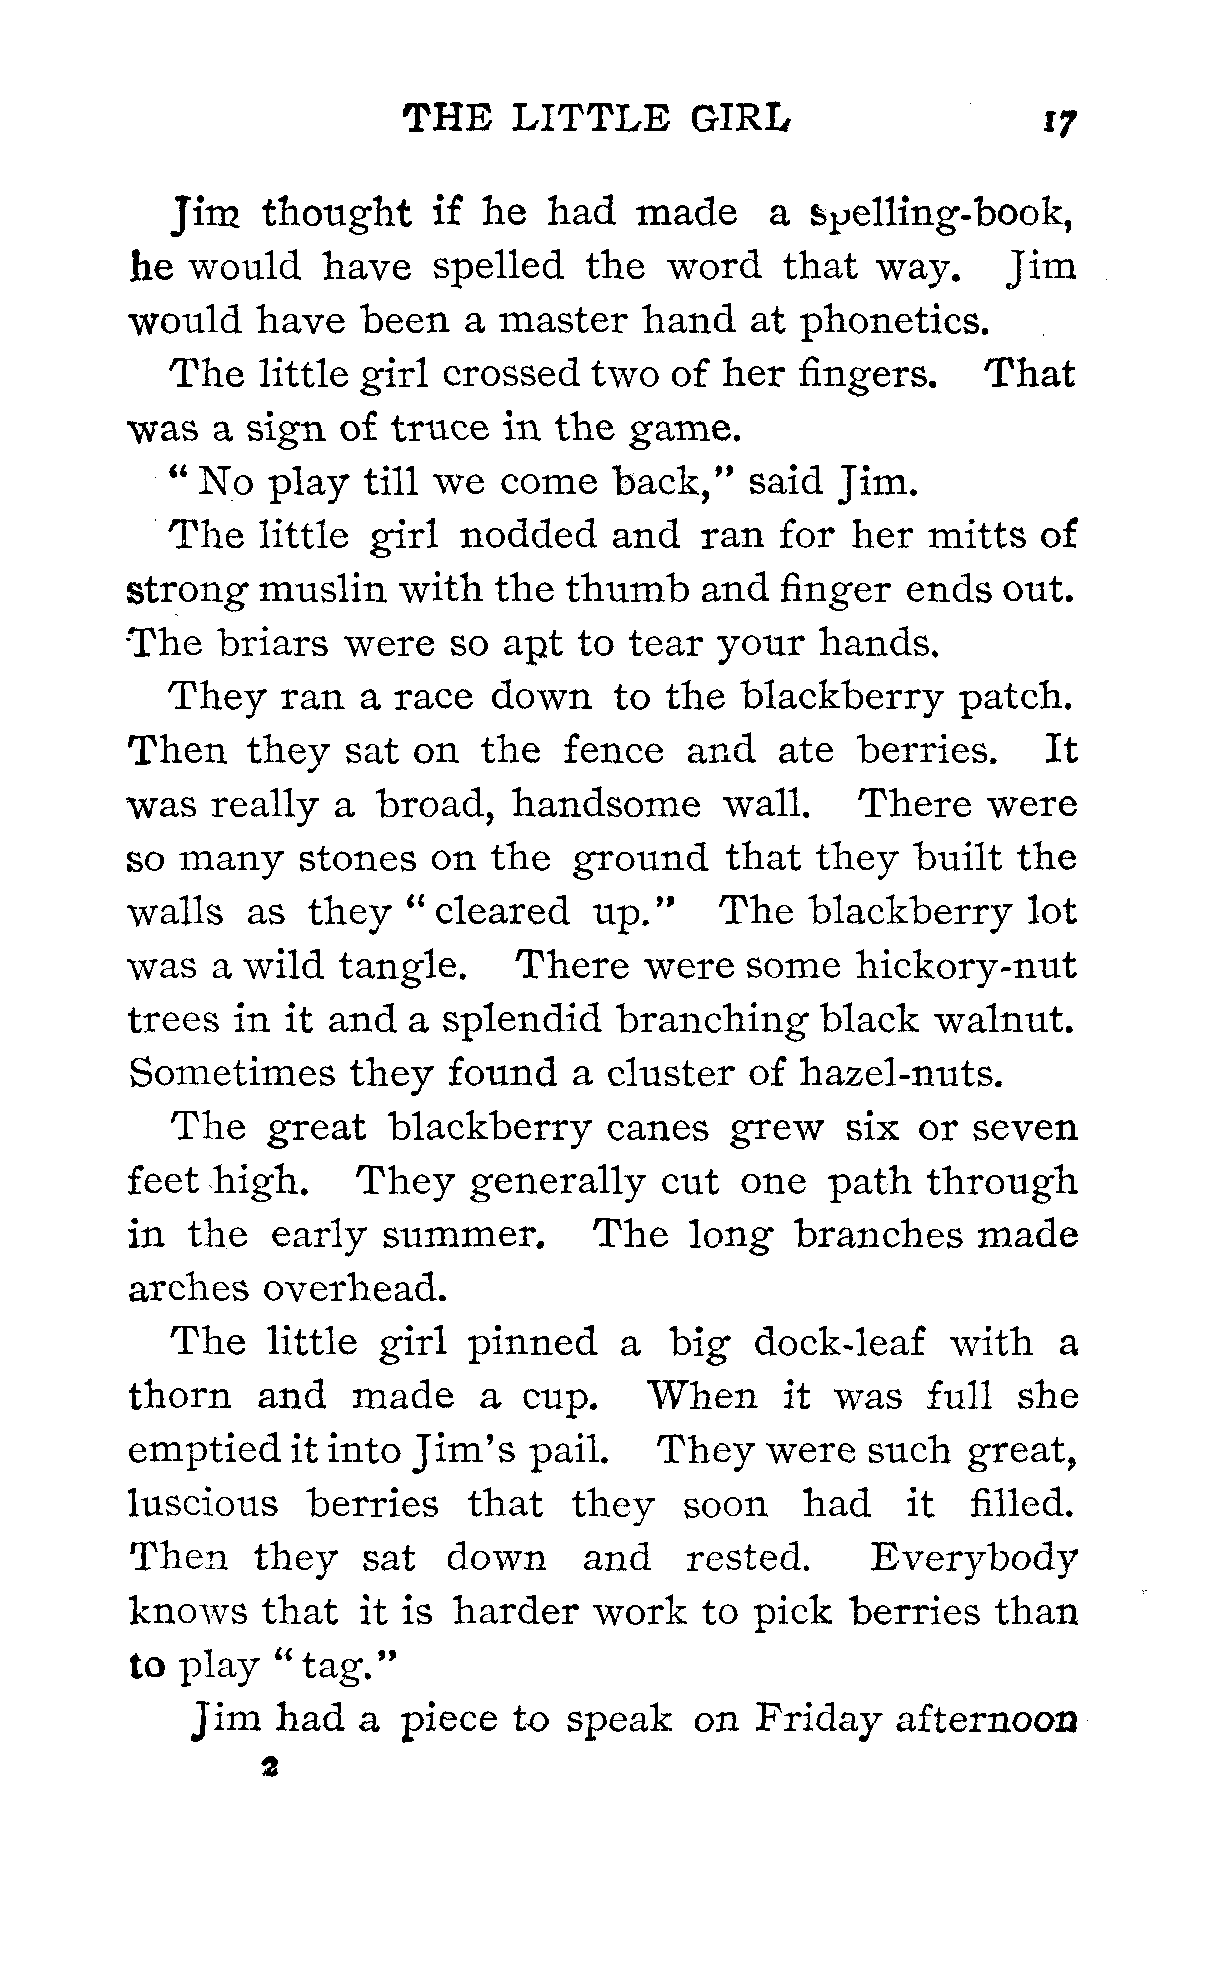 THE LITTLE GIRL 17
Jim thought if he had made a spelling-book,
he would have spelled the word that way. Jim
would have been a master hand at phonetics.
The little girl crossed two of her fingers. That
was a sign of truce in the game.
“ No play till we come back,” said Jim.
The little girl nodded and ran for her mitts of
strong muslin with the thumb and finger ends out.
The briars were so apt to tear your hands.
They ran a race down to the blackberry patch.
Then they sat on the fence and ate berries. It
was really a broad, handsome wall. There were
so many stones on the ground that they built the
walls as they “ cleared up.” The blackberry lot
was a wild tangle. There were some hickory-nut
trees in it and a splendid branching black walnut.
Sometimes they found a cluster of hazel-nuts.
The great blackberry canes grew six or seven
feet high. They generally cut one path through
in the early summer. The long branches made
arches overhead.
The little girl pinned a big dock-leaf with a
thorn and made a cup. When it was full she
emptied it into Jim’s pail. They were such great,
luscious berries that they soon had it filled.
Then they sat down and rested. Everybody
knows that it is harder work to pick berries than
to play “ tag.”
Jim had a piece to speak on Friday afternoon
2